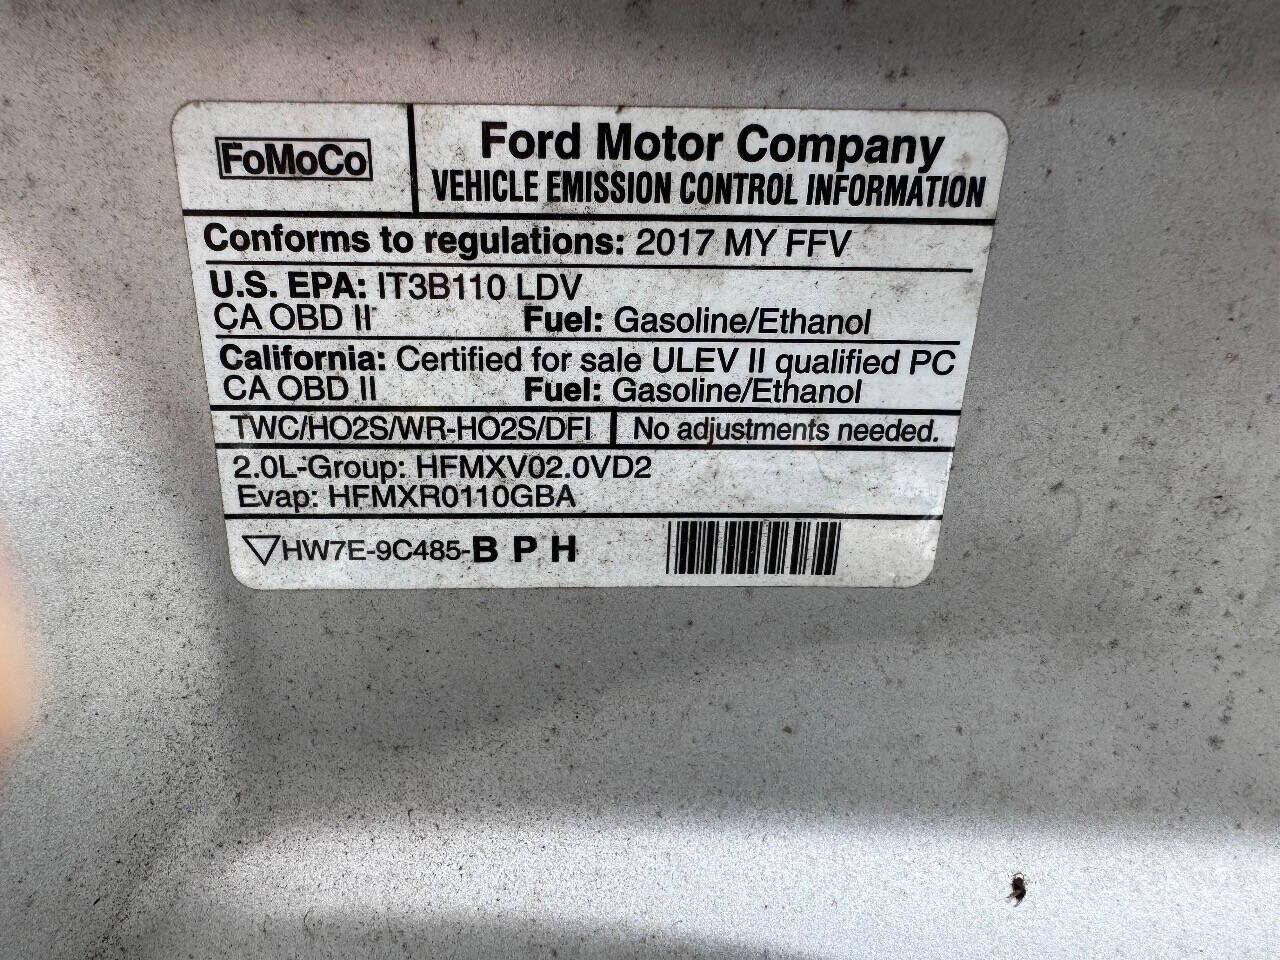 FoMoCo
Ford Motor Company
VEHICLE EMISSION CONTROL INFORMATION
Conforms to regulations: 2017 MY FFV
U.S. EPA: IT3B110 LDV
CA OBD II Fuel: Gasoline/Ethanol
California: Certified for sale ULEV II qualified PC
CA OBD II Fuel: Gasoline/Ethanol
TWC/HO2S/WR-HO2S/DFI No adjustments needed.
2.0L-Group: HFMXV02.0VD2
Evap: HFMXR0110GBA
HW7E-9C485-B P H